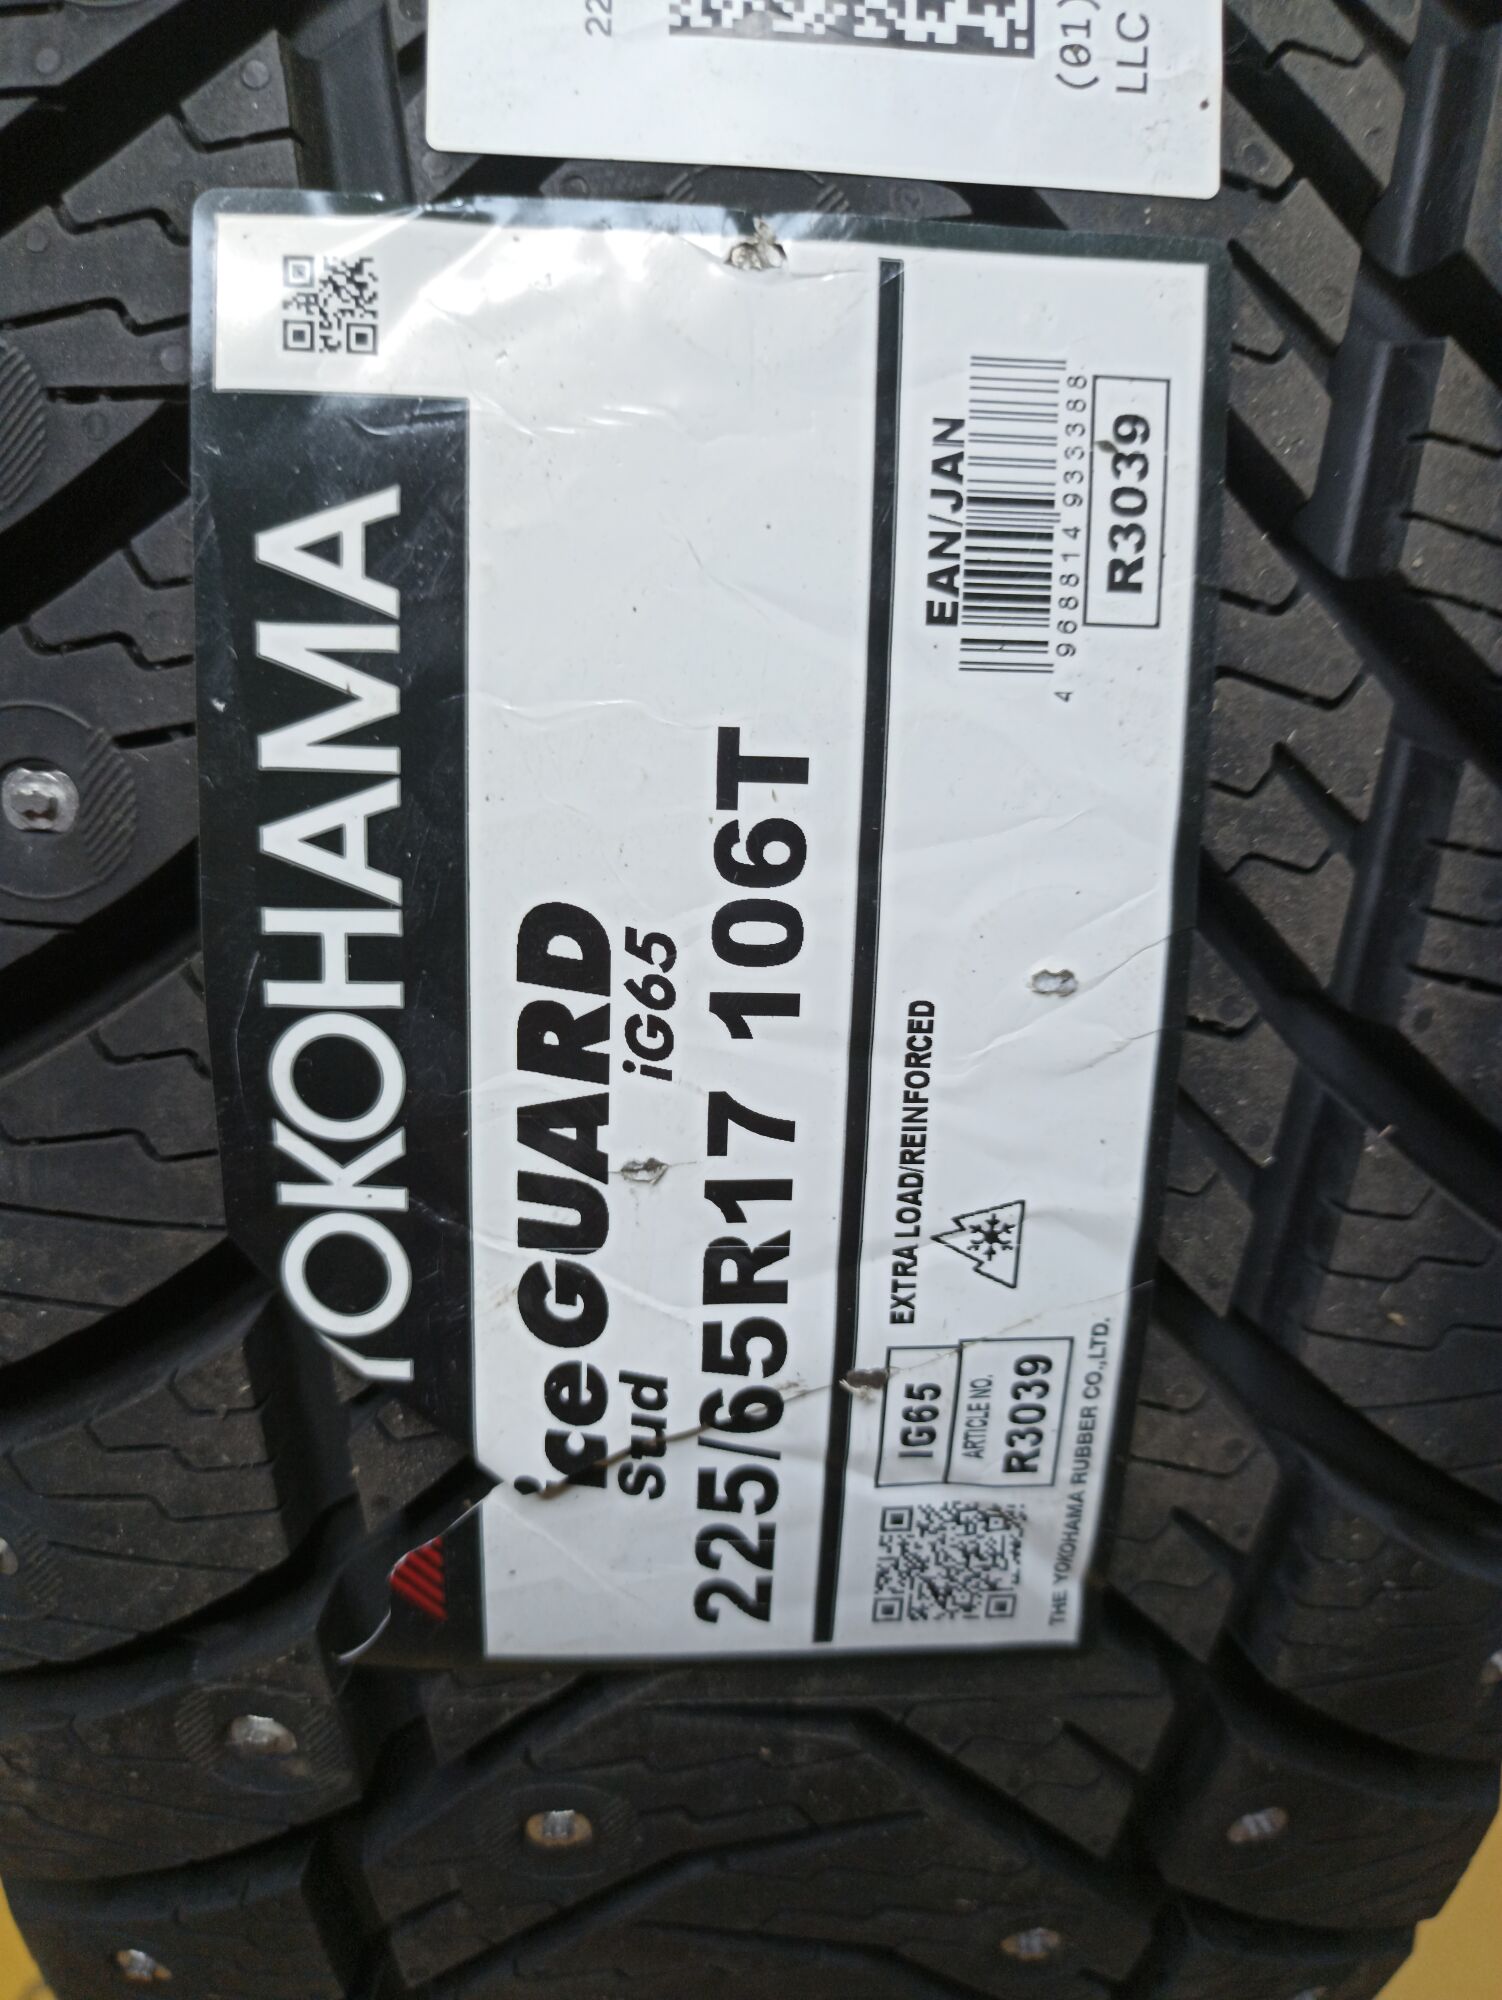 22
(01)
LLC
YOKOHAMA
iceGUARD
Stud iG65
225/65R17 106T
EXTRA LOAD/REINFORCED
IG65
ARTICLE NO.
R3039
THE YOKOHAMA RUBBER CO.,LTD.
EAN/JAN
4 968814 933388
R3039